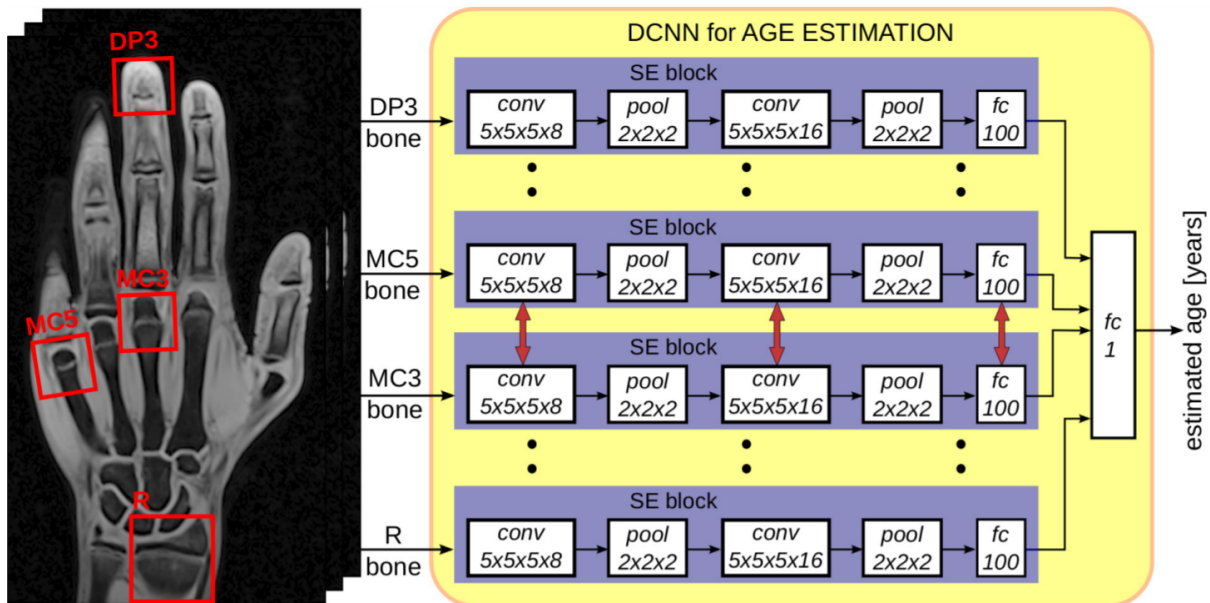 DP3
MC3
MC5
R
DCNN for AGE ESTIMATION
DP3
bone
SE block
conv
5x5x5x8
pool
2x2x2
conv
5x5x5x16
pool
2x2x2
fc
100
MC5
bone
SE block
conv
5x5x5x8
pool
2x2x2
conv
5x5x5x16
pool
2x2x2
fc
100
MC3
bone
SE block
conv
5x5x5x8
pool
2x2x2
conv
5x5x5x16
pool
2x2x2
fc
100
R
bone
SE block
conv
5x5x5x8
pool
2x2x2
conv
5x5x5x16
pool
2x2x2
fc
100
fc
1
estimated age [years]